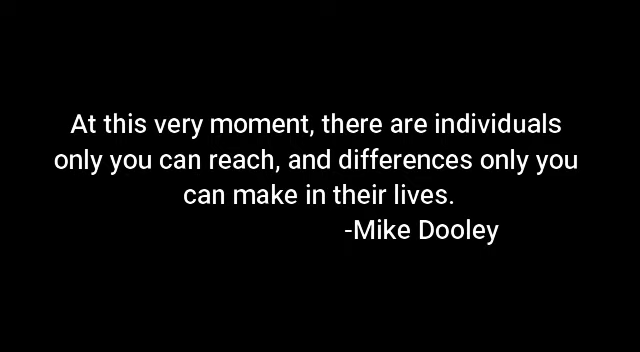 At this very moment, there are individuals
only you can reach, and differences only you
can make in their lives.
-Mike Dooley